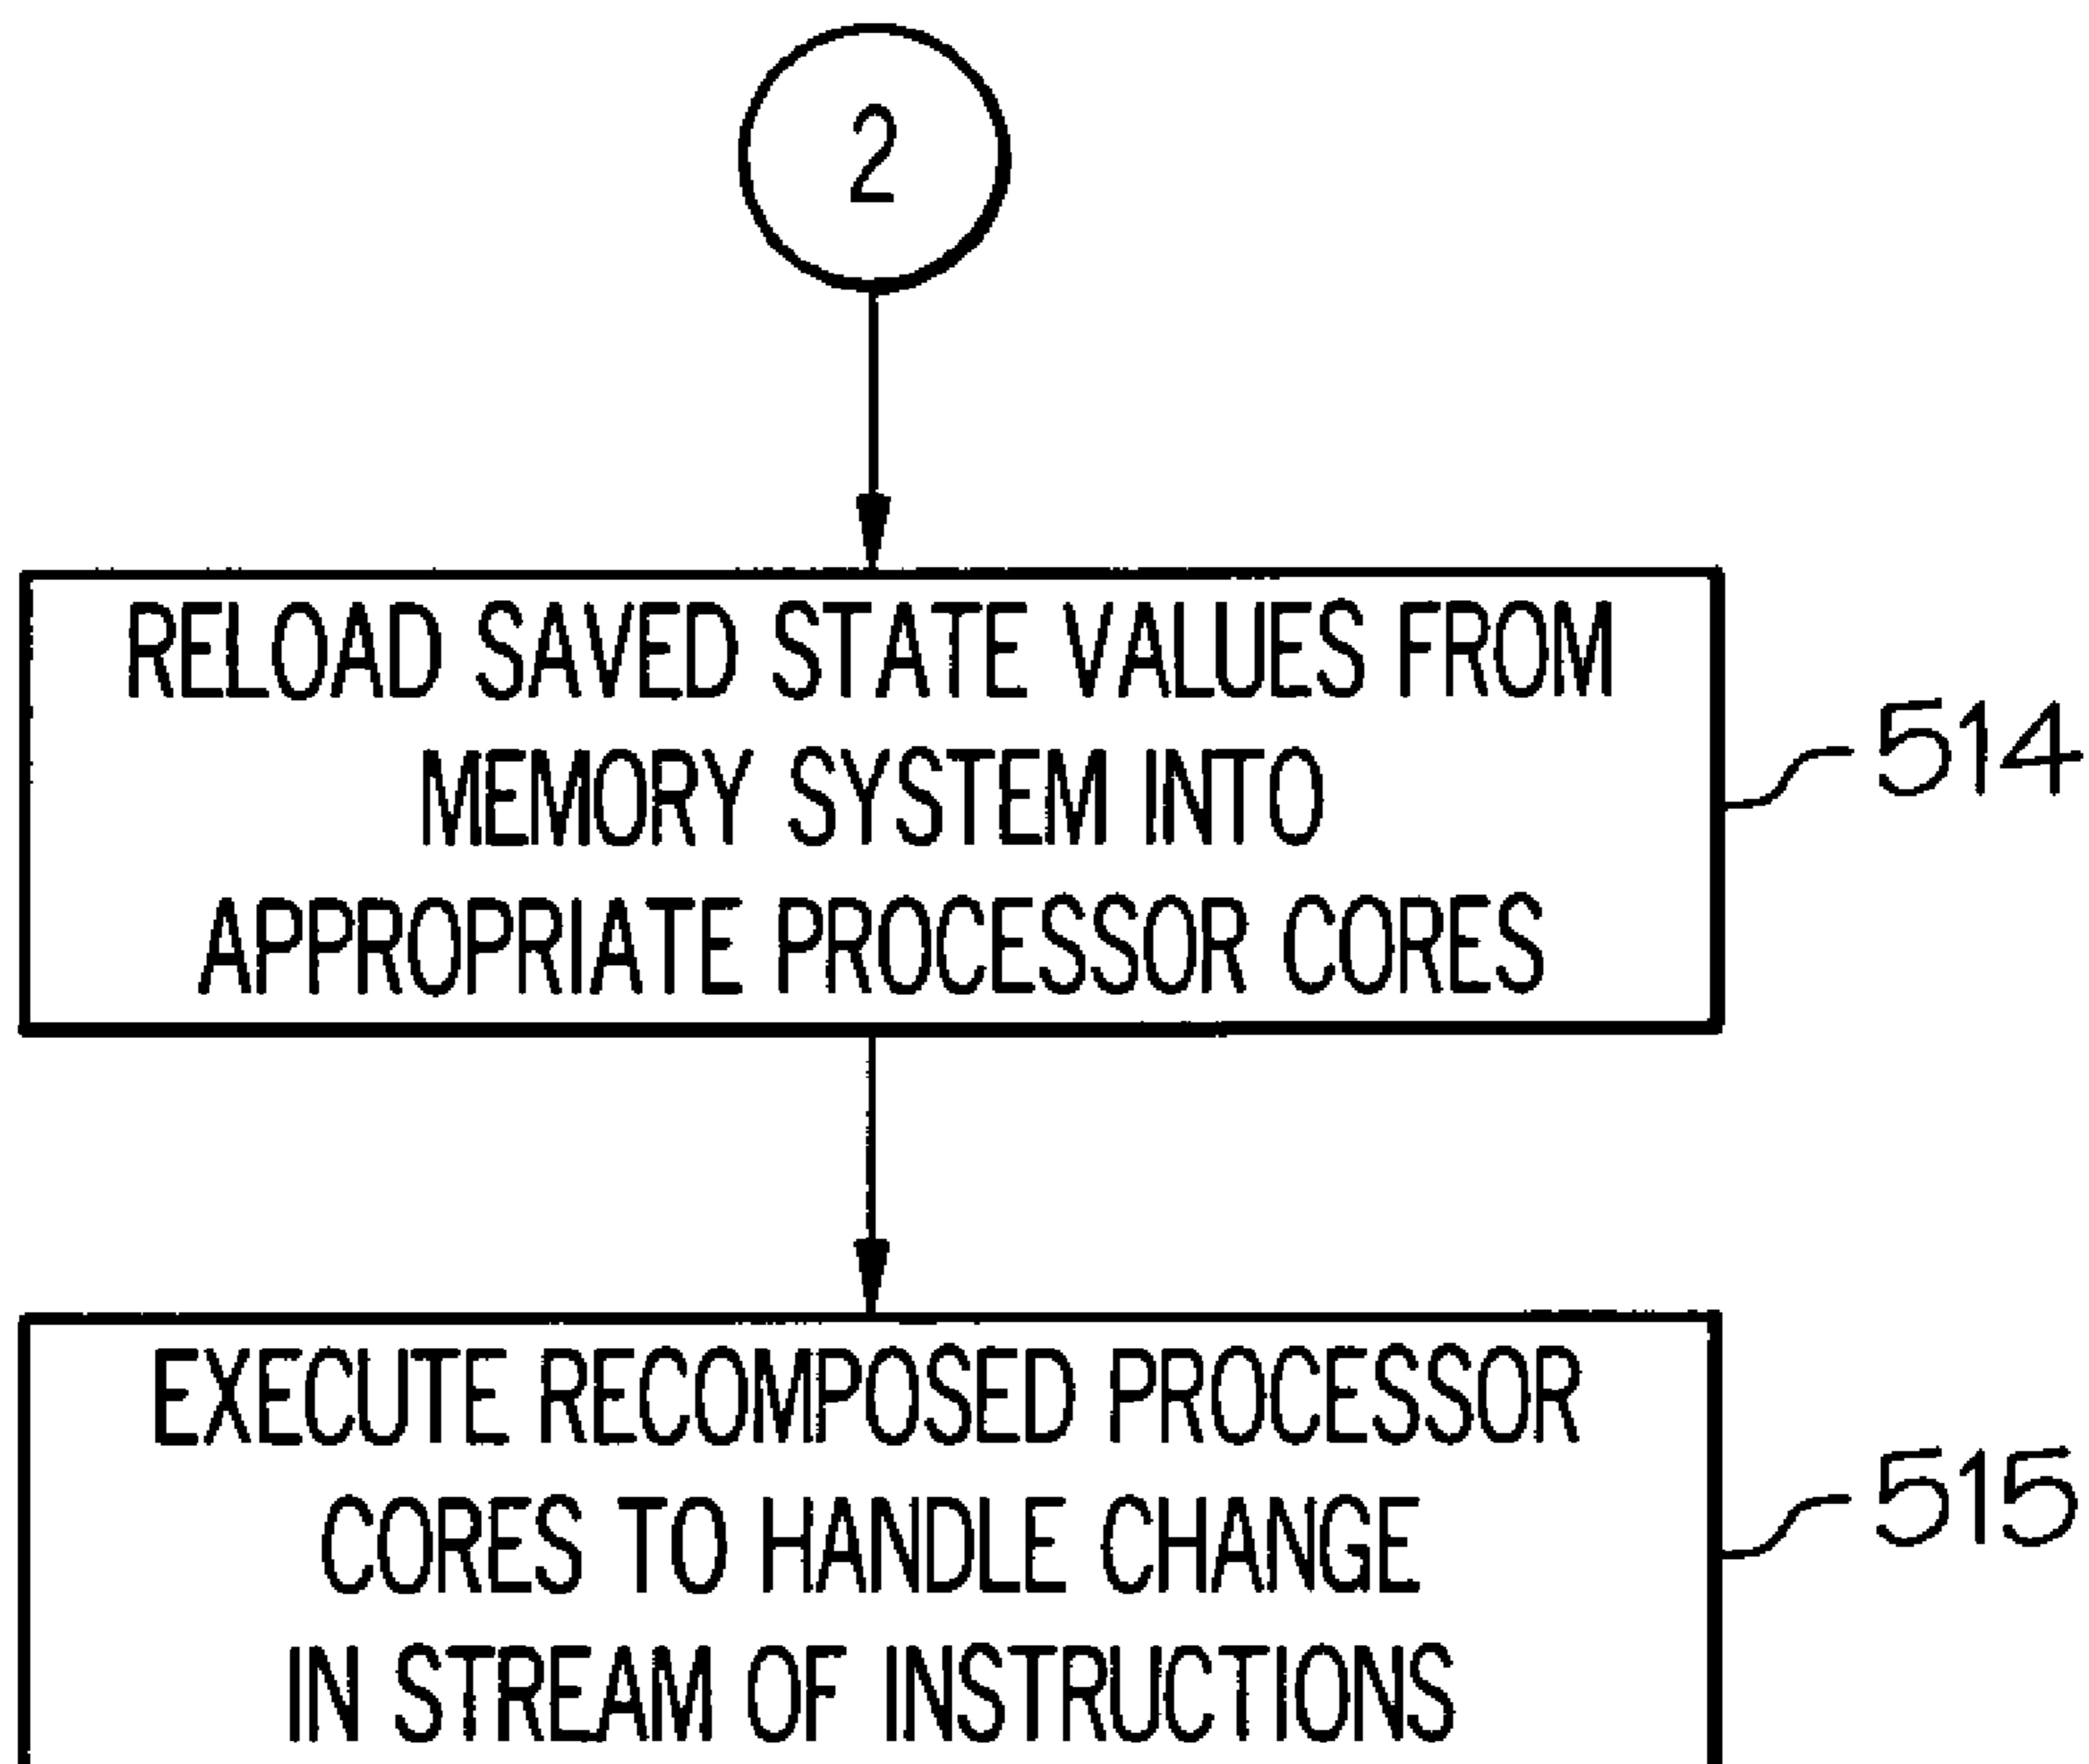 2
RELOAD SAVED STATE VALUES FROM
MEMORY SYSTEM INTO
APPROPRIATE PROCESSOR CORES
514
EXECUTE RECOMPOSED PROCESSOR
CORES TO HANDLE CHANGE
IN STREAM OF INSTRUCTIONS
515